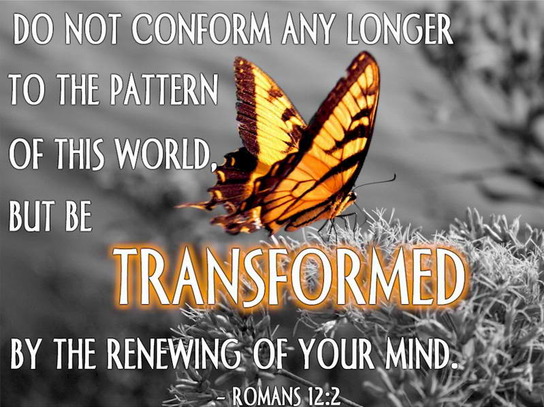 DO NOT CONFORM ANY LONGER
TO THE PATTERN
OF THIS WORLD,
BUT BE
TRANSFORMED
BY THE RENEWING OF YOUR MIND.
- ROMANS 12:2